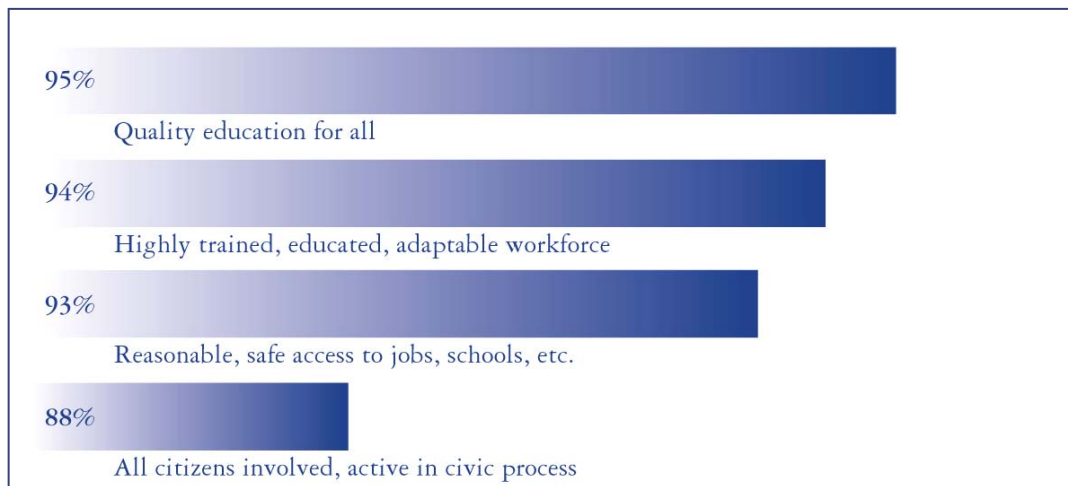 95%
Quality education for all
94%
Highly trained, educated, adaptable workforce
93%
Reasonable, safe access to jobs, schools, etc.
88%
All citizens involved, active in civic process